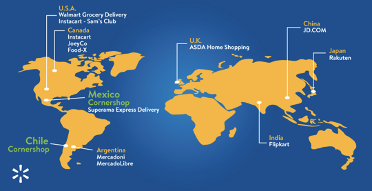 U.S.A.
Walmart Grocery Delivery
Instacart - Sam's Club
Canada
Instacart
JoeyCo
Food-X
Mexico
Cornershop
Superama Express Delivery
Chile
Cornershop
Argentina
Mercadoni
MercadoLibre
U.K.
ASDA Home Shopping
China
JD.COM
Japan
Rakuten
India
Flipkart